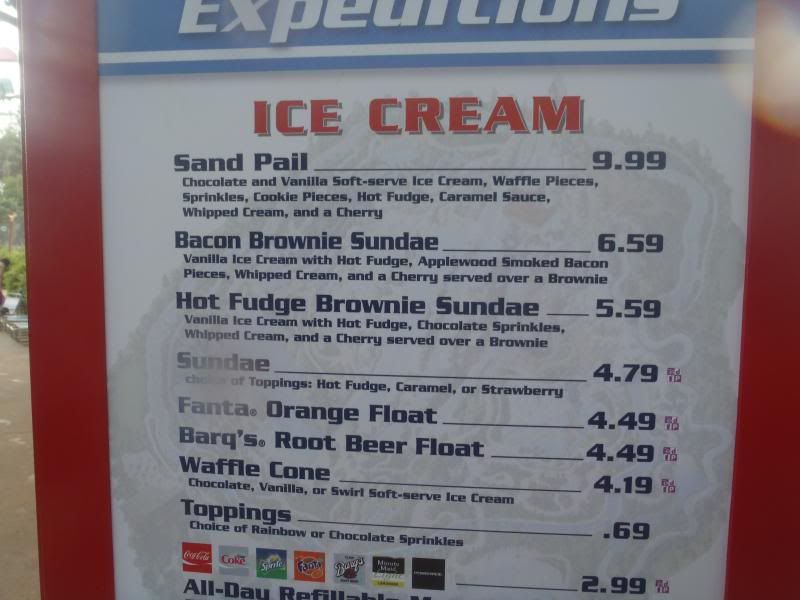 Expeditions
ICE CREAM
Sand Pail 9.99
Chocolate and Vanilla Soft-serve Ice Cream, Waffle Pieces,
Sprinkles, Cookie Pieces, Hot Fudge, Caramel Sauce,
Whipped Cream, and a Cherry
Bacon Brownie Sundae 6.59
Vanilla Ice Cream with Hot Fudge, Applewood Smoked Bacon
Pieces, Whipped Cream, and a Cherry served over a Brownie
Hot Fudge Brownie Sundae 5.59
Vanilla Ice Cream with Hot Fudge, Chocolate Sprinkles,
Whipped Cream, and a Cherry served over a Brownie
Sundae 4.79
choice of Toppings: Hot Fudge, Caramel, or Strawberry
Fanta® Orange Float 4.49
Barq's® Root Beer Float 4.49
Waffle Cone 4.19
Chocolate, Vanilla, or Swirl Soft-serve Ice Cream
Toppings .69
Choice of Rainbow or Chocolate Sprinkles
Coca-Cola Coke Sprite Fanta Barq's Minute Maid Light 2.99
All-Day Refillable